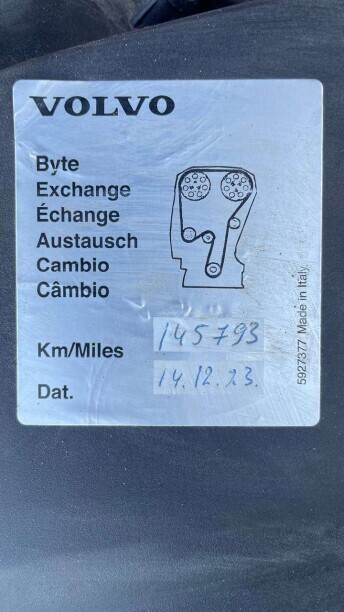 VOLVO
Byte
Exchange
Échange
Austausch
Cambio
Câmbio
Km/Miles 145793
Dat. 14.12.23.
5927377 Made in Italy